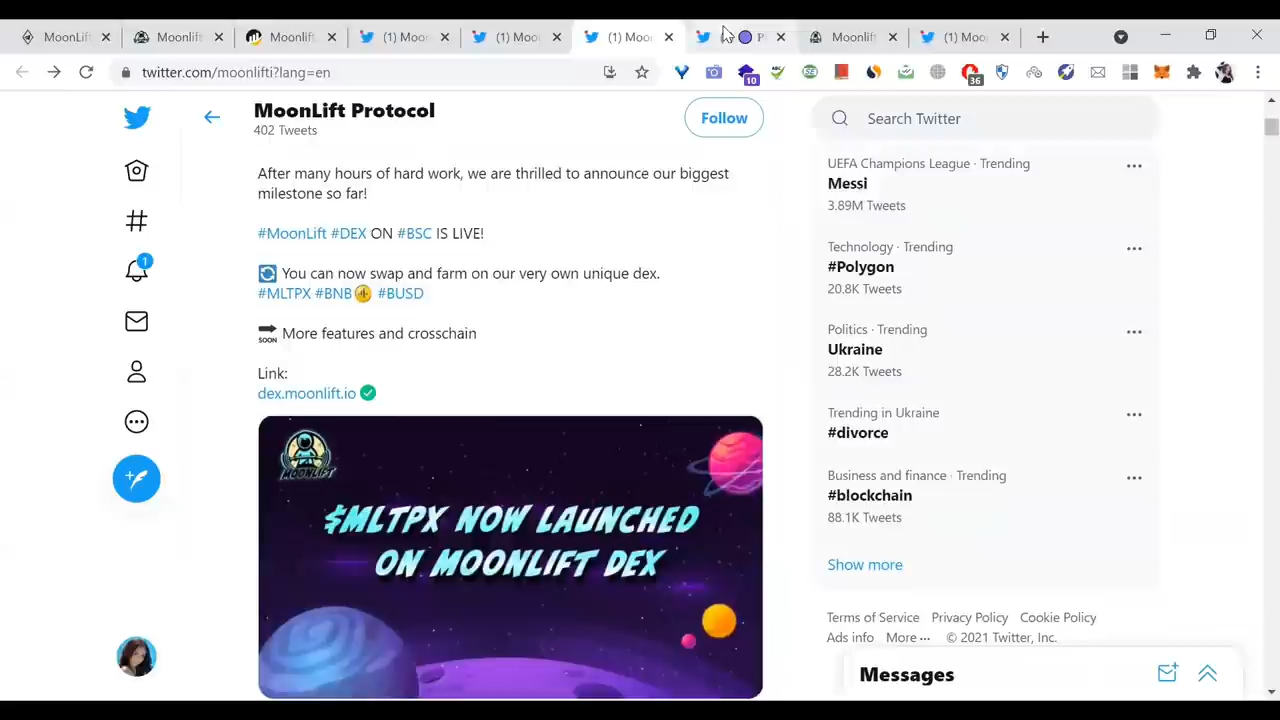 MoonLif
Moonlift
Moonlift.
(1) Moo
(1) Moo
(1) Moo
P
Moonlift
(1) Moo
twitter.com/moonlifti?lang=en
10
36
MoonLift Protocol
402 Tweets
Follow
Search Twitter
After many hours of hard work, we are thrilled to announce our biggest
milestone so far!
#MoonLift #DEX ON #BSC IS LIVE!
You can now swap and farm on our very own unique dex.
#MLTPX #BNB #BUSD
SOON More features and crosschain
Link:
dex.moonlift.io
MOONLIFT
$MLTPX NOW LAUNCHED
ON MOONLIFT DEX
1
UEFA Champions League · Trending
Messi
3.89M Tweets
Technology · Trending
#Polygon
20.8K Tweets
Politics · Trending
Ukraine
28.2K Tweets
Trending in Ukraine
#divorce
Business and finance · Trending
#blockchain
88.1K Tweets
Show more
Terms of Service Privacy Policy Cookie Policy
Ads info More ··· © 2021 Twitter, Inc.
Messages